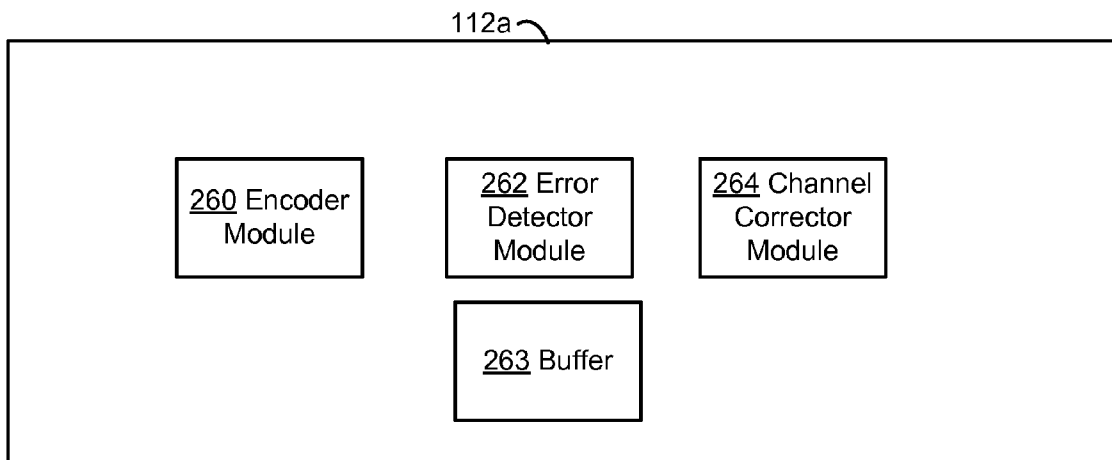 112a
260 Encoder
Module
262 Error
Detector
Module
264 Channel
Corrector
Module
263 Buffer